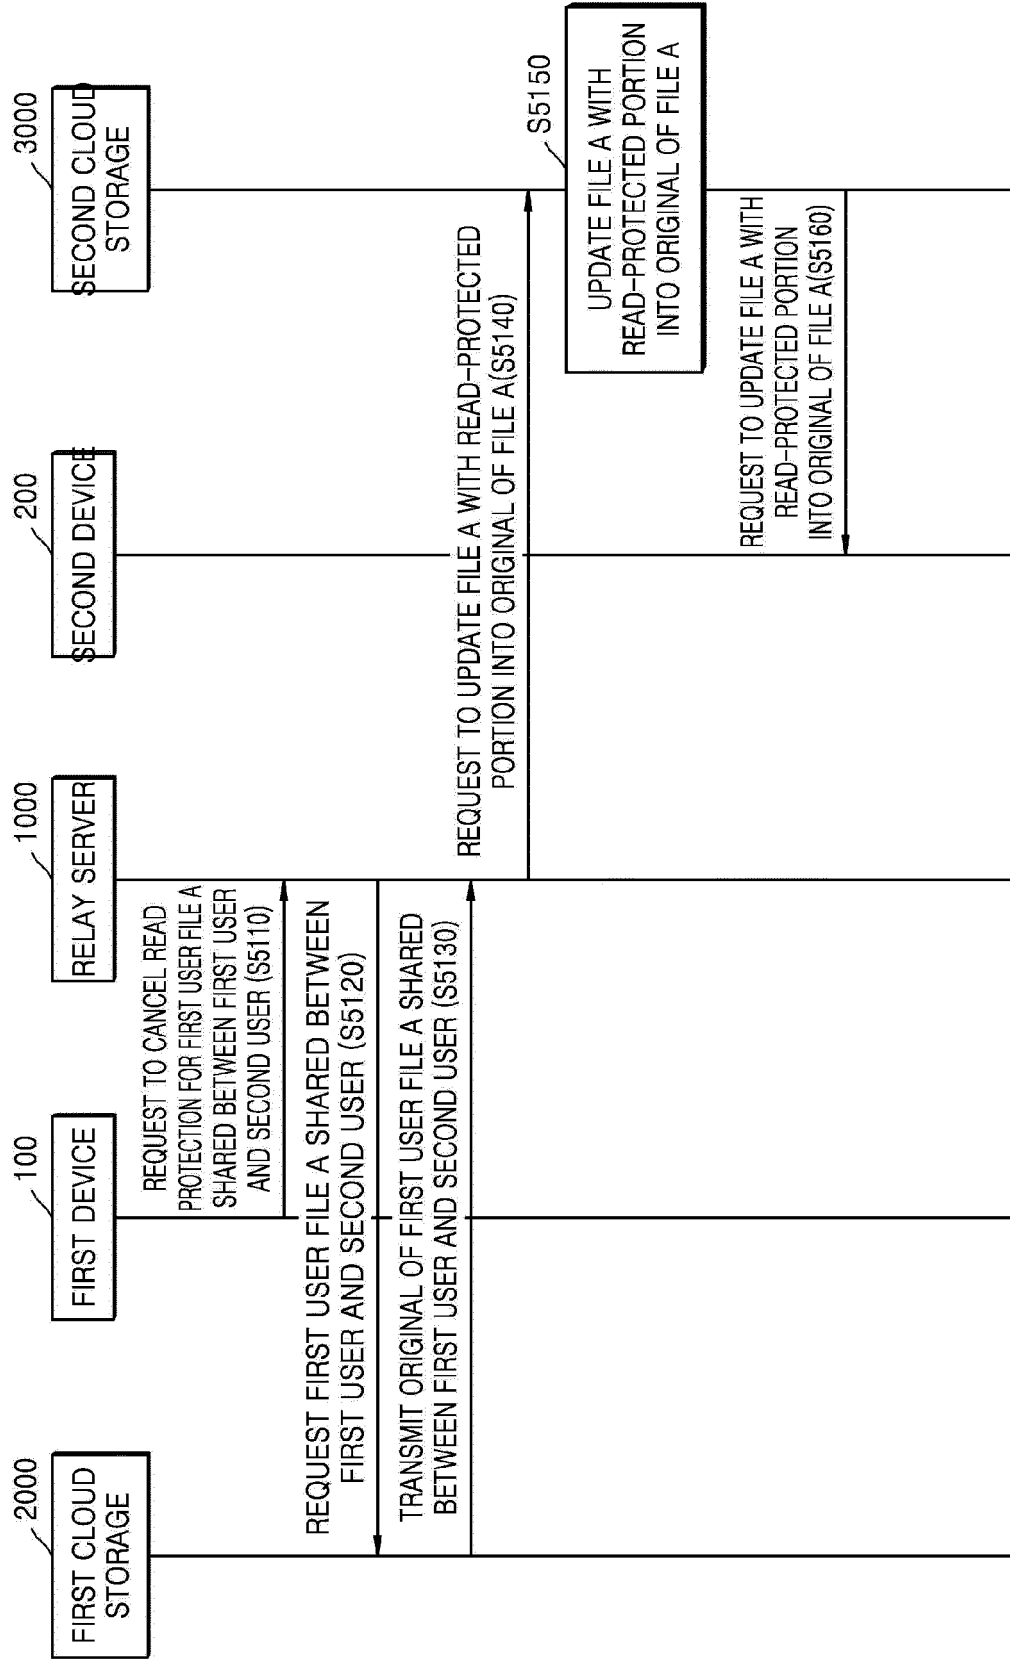 2000
FIRST CLOUD
STORAGE
100
FIRST DEVICE
1000
RELAY SERVER
200
SECOND DEVICE
3000
SECOND CLOUD
STORAGE
REQUEST TO CANCEL READ
PROTECTION FOR FIRST USER FILE A
SHARED BETWEEN FIRST USER
AND SECOND USER (S5110)
REQUEST FIRST USER FILE A SHARED BETWEEN
FIRST USER AND SECOND USER (S5120)
TRANSMIT ORIGINAL OF FIRST USER FILE A SHARED
BETWEEN FIRST USER AND SECOND USER (S5130)
REQUEST TO UPDATE FILE A WITH READ-PROTECTED
PORTION INTO ORIGINAL OF FILE A(S5140)
S5150
UPDATE FILE A WITH
READ-PROTECTED PORTION
INTO ORIGINAL OF FILE A
REQUEST TO UPDATE FILE A WITH
READ-PROTECTED PORTION
INTO ORIGINAL OF FILE A(S5160)